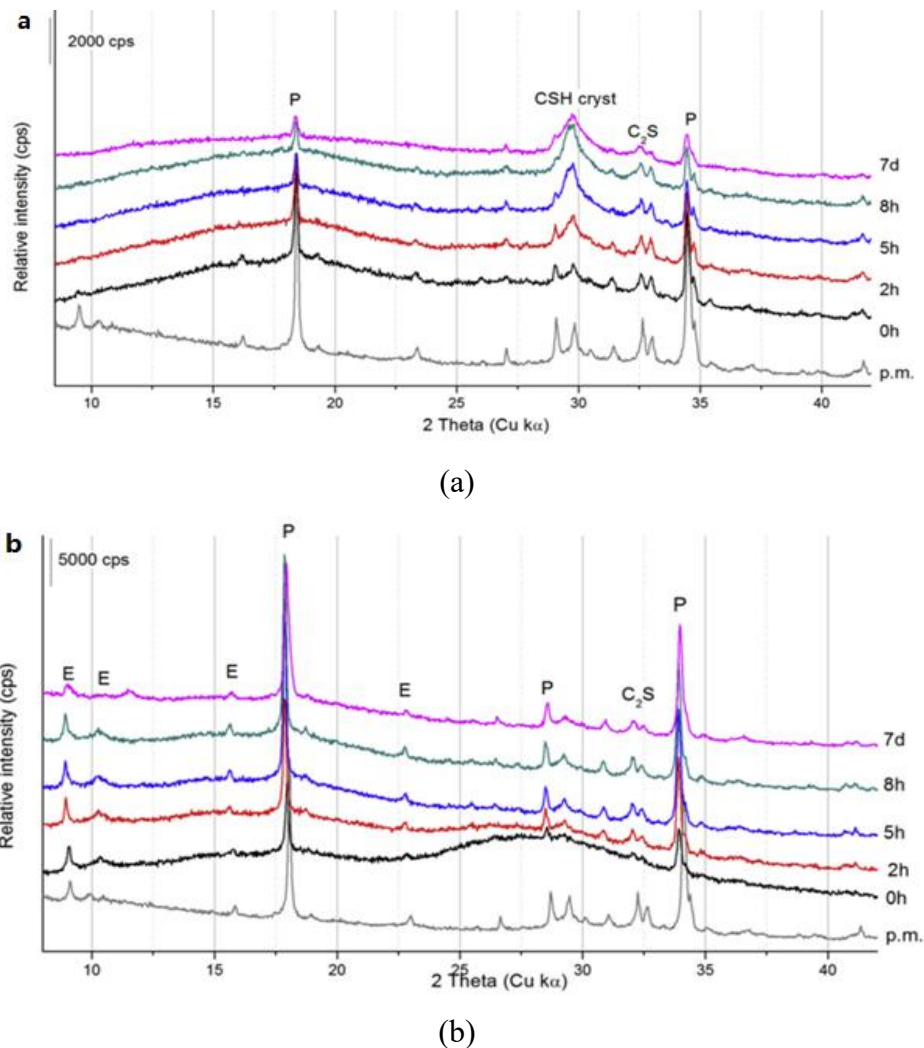 a
2000 cps
P
CSH cryst
C₂S
P
7d
8h
5h
2h
0h
p.m.
Relative intensity (cps)
10 15 20 25 30 35 40
2 Theta (Cu kα)
(a)
b
5000 cps
P
E
E
E
E
P
C₂S
P
7d
8h
5h
2h
0h
p.m.
Relative intensity (cps)
10 15 20 25 30 35 40
2 Theta (Cu kα)
(b)